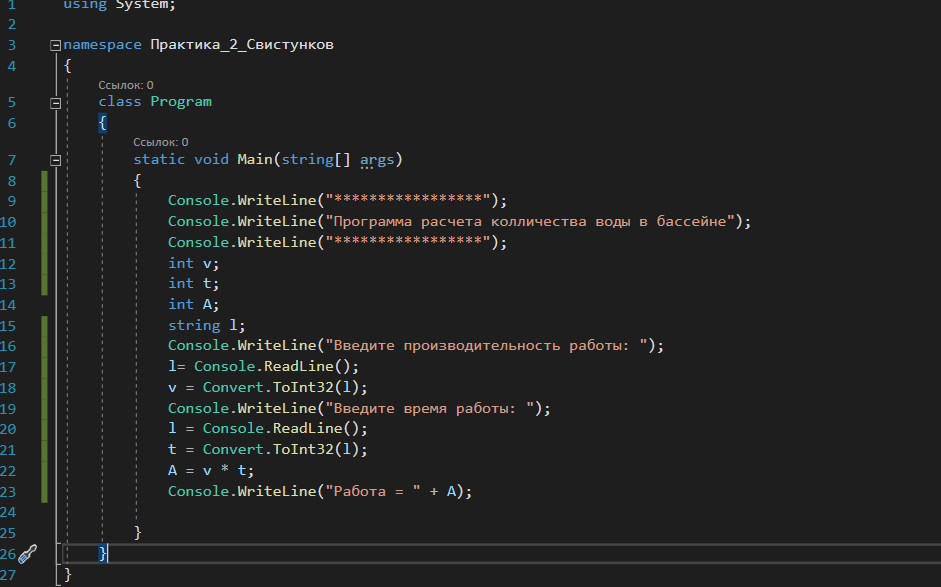 1 using System;
2
3 namespace Практика_2_Свистунков
4 {
Ссылок: 0
5 class Program
6 {
Ссылок: 0
7 static void Main(string[] args)
8 {
9 Console.WriteLine("*****************");
10 Console.WriteLine("Программа расчета колличества воды в бассейне");
11 Console.WriteLine("*****************");
12 int v;
13 int t;
14 int A;
15 string l;
16 Console.WriteLine("Введите производительность работы: ");
17 l= Console.ReadLine();
18 v = Convert.ToInt32(l);
19 Console.WriteLine("Введите время работы: ");
20 l = Console.ReadLine();
21 t = Convert.ToInt32(l);
22 A = v * t;
23 Console.WriteLine("Работа = " + A);
24
25 }
26 }
27 }